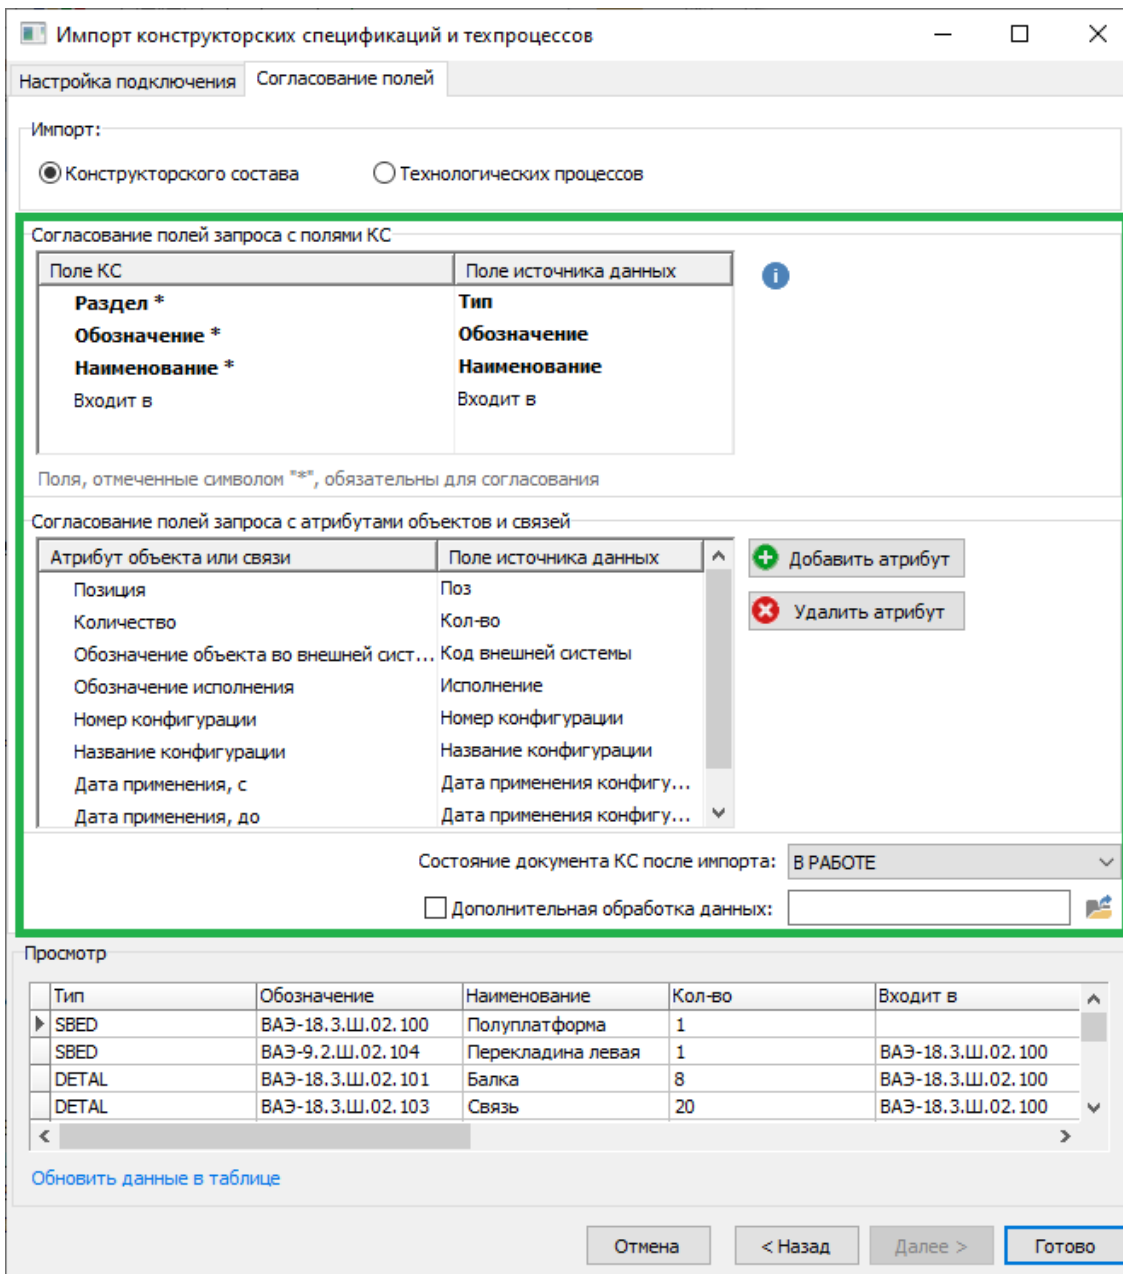 Импорт конструкторских спецификаций и техпроцессов
Настройка подключения Согласование полей
Импорт:
Конструкторского состава Технологических процессов
Согласование полей запроса с полями КС
Поле КС Поле источника данных
Раздел * Тип
Обозначение * Обозначение
Наименование * Наименование
Входит в Входит в
Поля, отмеченные символом "*", обязательны для согласования
Согласование полей запроса с атрибутами объектов и связей
Атрибут объекта или связи Поле источника данных
Добавить атрибут
Позиция Поз
Количество Кол-во
Удалить атрибут
Обозначение объекта во внешней сист... Код внешней системы
Обозначение исполнения Исполнение
Номер конфигурации Номер конфигурации
Название конфигурации Название конфигурации
Дата применения, с Дата применения конфигу...
Дата применения, до Дата применения конфигу...
Состояние документа КС после импорта: В РАБОТЕ
Дополнительная обработка данных:
Просмотр
Тип Обозначение Наименование Кол-во Входит в
SBED ВАЭ-18.3.Ш.02.100 Полуплатформа 1
SBED ВАЭ-9.2.Ш.02.104 Перекладина левая 1 ВАЭ-18.3.Ш.02.100
DETAL ВАЭ-18.3.Ш.02.101 Балка 8 ВАЭ-18.3.Ш.02.100
DETAL ВАЭ-18.3.Ш.02.103 Связь 20 ВАЭ-18.3.Ш.02.100
Обновить данные в таблице
Отмена < Назад Далее > Готово